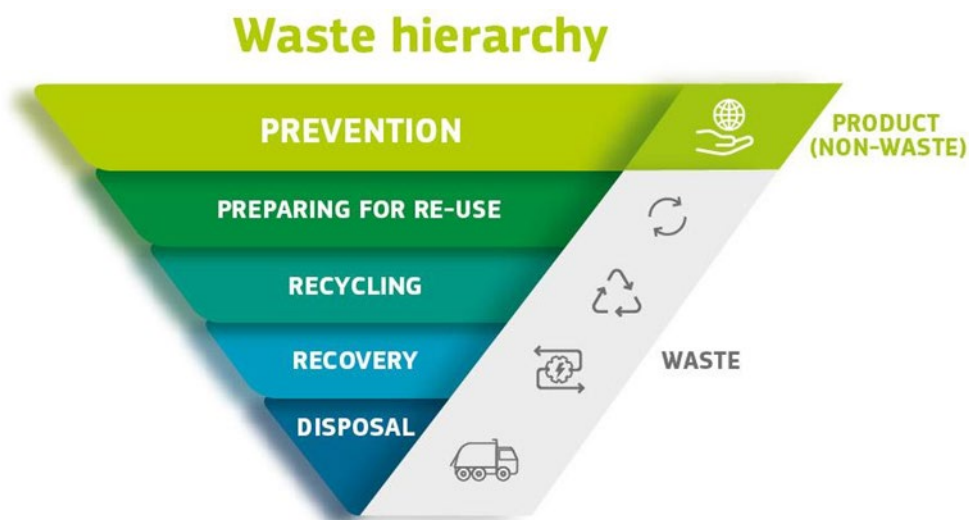 Waste hierarchy
PREVENTION
PRODUCT
(NON-WASTE)
PREPARING FOR RE-USE
RECYCLING
RECOVERY
WASTE
DISPOSAL